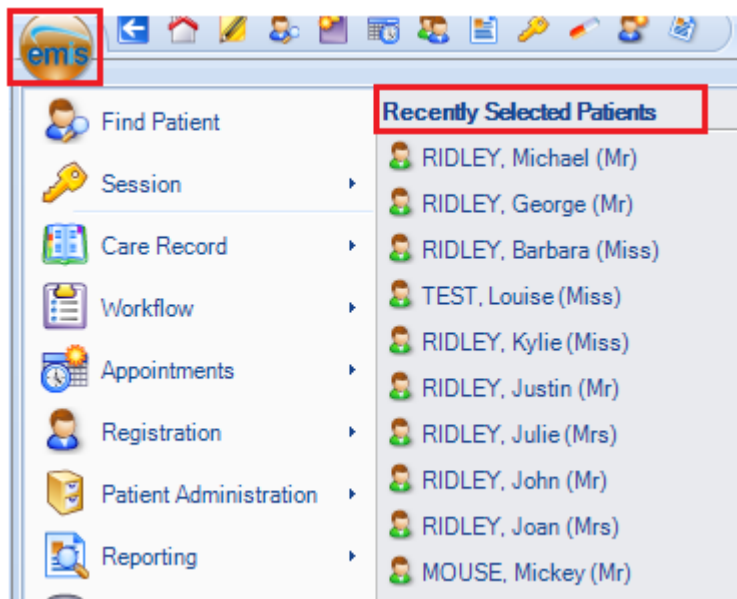 emis
Find Patient
Session
Care Record
Workflow
Appointments
Registration
Patient Administration
Reporting
Recently Selected Patients
RIDLEY, Michael (Mr)
RIDLEY, George (Mr)
RIDLEY, Barbara (Miss)
TEST, Louise (Miss)
RIDLEY, Kylie (Miss)
RIDLEY, Justin (Mr)
RIDLEY, Julie (Mrs)
RIDLEY, John (Mr)
RIDLEY, Joan (Mrs)
MOUSE, Mickey (Mr)